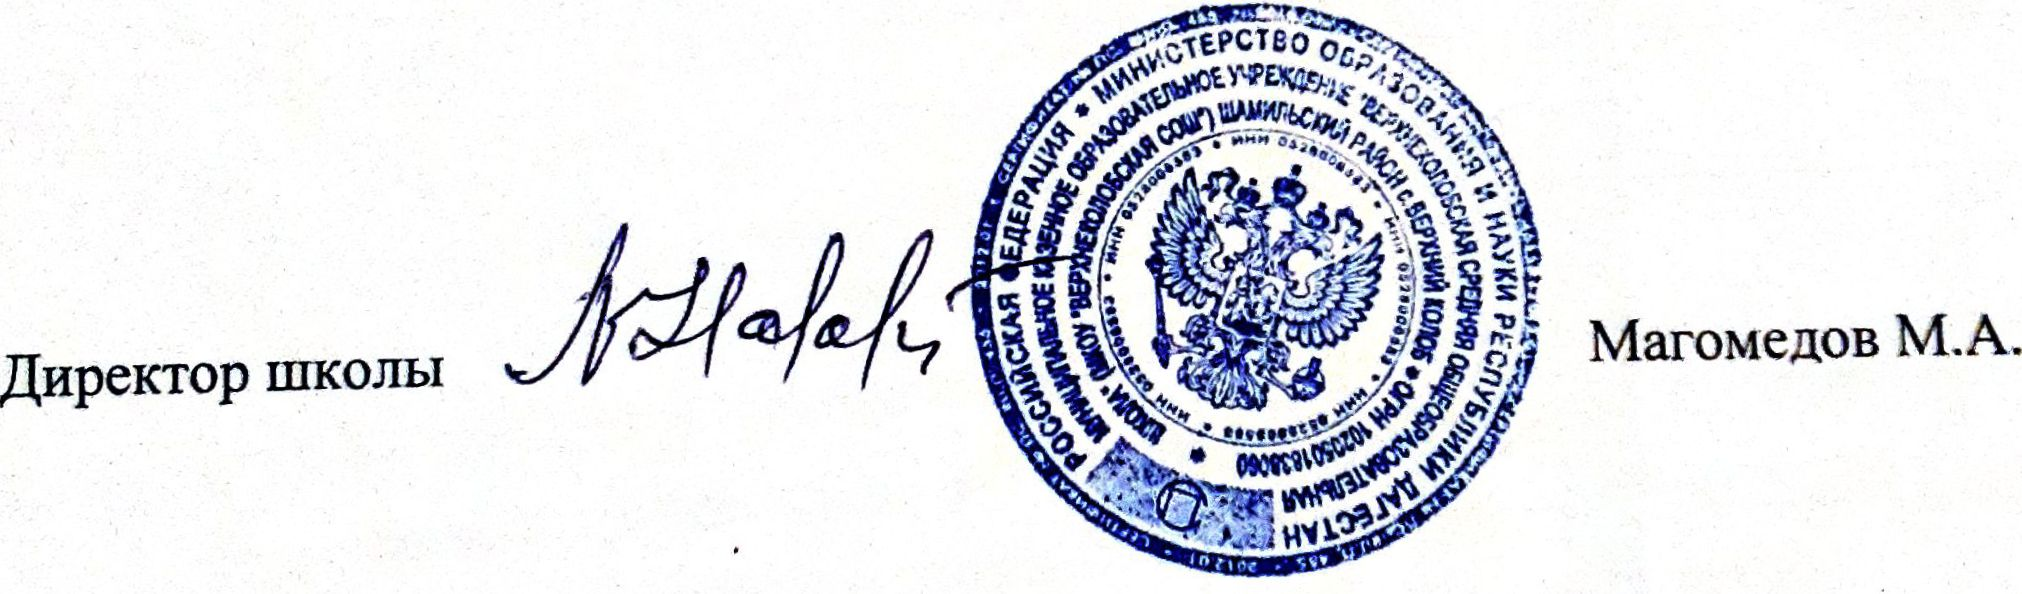 Директор школы
Магомедов М.А.
РОССИЙСКАЯ ФЕДЕРАЦИЯ * МИНИСТЕРСТВО ОБРАЗОВАНИЯ И НАУКИ РЕСПУБЛИКИ ДАГЕСТАН
МУНИЦИПАЛЬНОЕ КАЗЕННОЕ ОБРАЗОВАТЕЛЬНОЕ УЧРЕЖДЕНИЕ "ВЕРХНЕКОЛОБСКАЯ СРЕДНЯЯ ОБЩЕОБРАЗОВАТЕЛЬНАЯ
ШКОЛА" (МКОУ "ВЕРХНЕКОЛОБСКАЯ СОШ") ШАМИЛЬСКИЙ РАЙОН с.ВЕРХНИЙ КОЛОБ * ОГРН 1020501838060 *